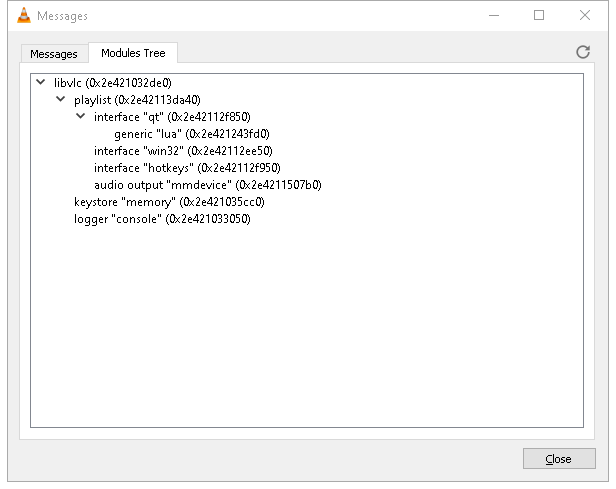 Messages
Messages
Modules Tree
libvlc (0x2e421032de0)
playlist (0x2e42113da40)
interface "qt" (0x2e42112f850)
generic "lua" (0x2e421243fd0)
interface "win32" (0x2e42112ee50)
interface "hotkeys" (0x2e42112f950)
audio output "mmdevice" (0x2e4211507b0)
keystore "memory" (0x2e421035cc0)
logger "console" (0x2e421033050)
Close